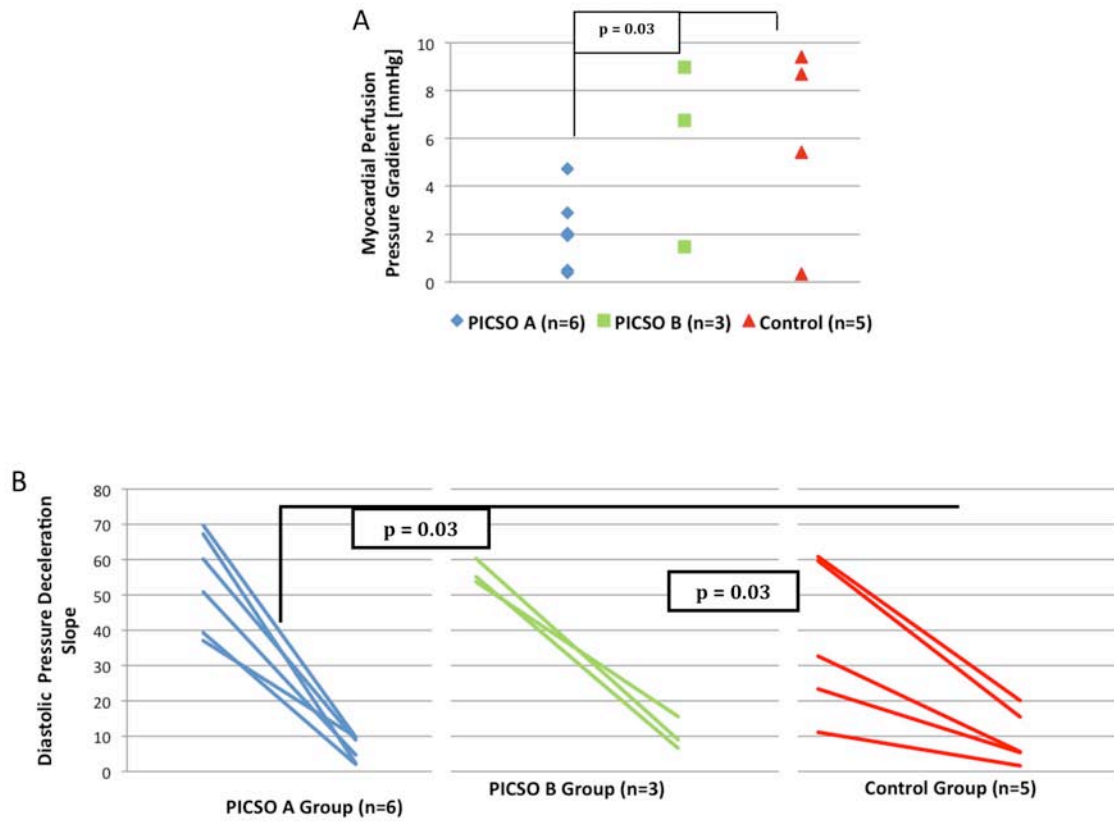 A
p = 0.03
Myocardial Perfusion
Pressure Gradient [mmHg]
10
8
6
4
2
0
PICSO A (n=6) PICSO B (n=3) Control (n=5)
B
Diastolic Pressure Deceleration
Slope
80
70
60
50
40
30
20
10
0
p = 0.03
p = 0.03
PICSO A Group (n=6) PICSO B Group (n=3) Control Group (n=5)